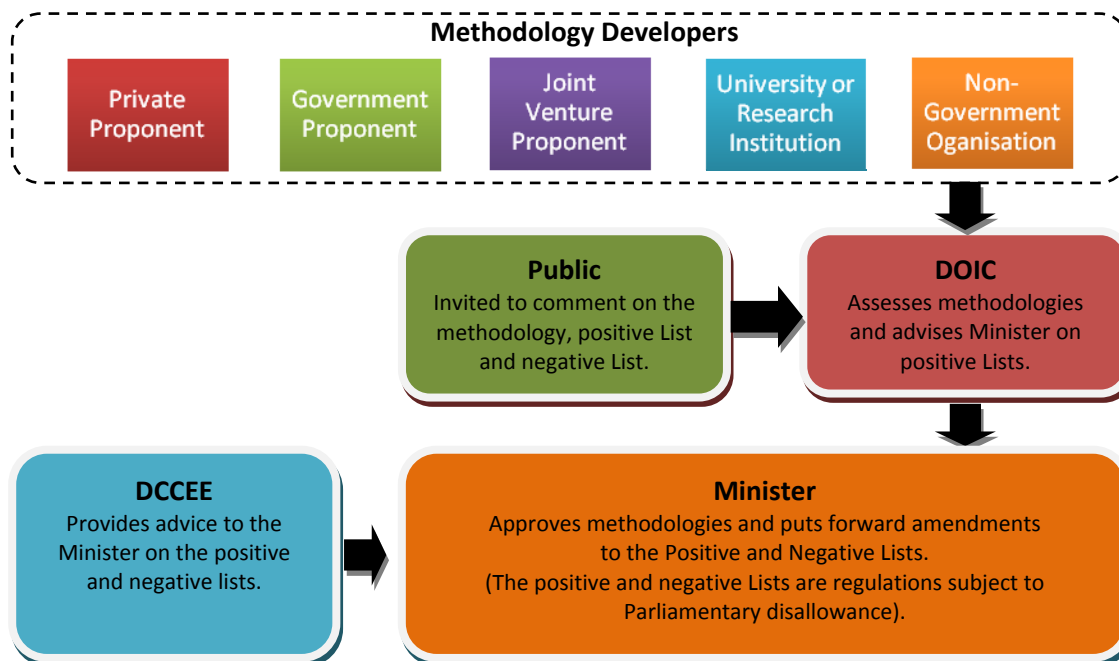 Methodology Developers
Private
Proponent
Government
Proponent
Joint
Venture
Proponent
University or
Research
Institution
Non-
Government
Oganisation
Public
Invited to comment on the
methodology, positive List
and negative List.
DOIC
Assesses methodologies
and advises Minister on
positive Lists.
DCCEE
Provides advice to the
Minister on the positive
and negative lists.
Minister
Approves methodologies and puts forward amendments
to the Positive and Negative Lists.
(The positive and negative Lists are regulations subject to
Parliamentary disallowance).